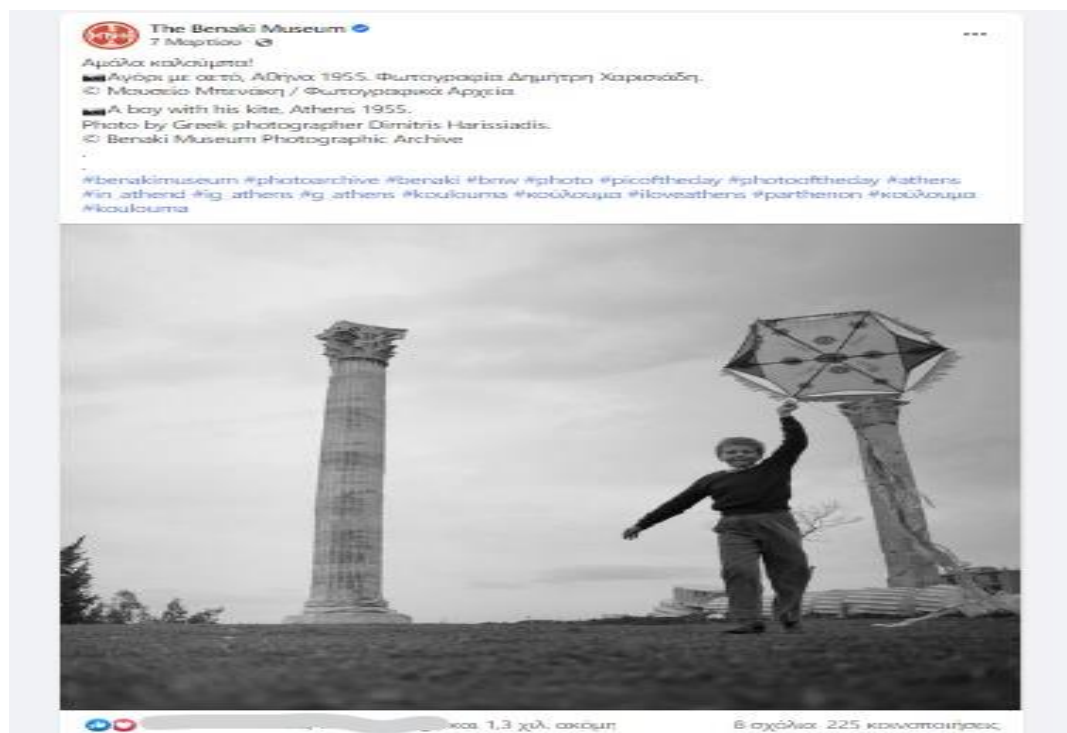 The Benaki Museum
7 Μαρτίου
Αμόλα καλούμπα!
Αγόρι με αετό, Αθήνα 1955. Φωτογραφία Δημήτρη Χαρισιάδη.
© Μουσείο Μπενάκη / Φωτογραφικά Αρχεία
A boy with his kite, Athens 1955.
Photo by Greek photographer Dimitris Harissiadis.
© Benaki Museum Photographic Archive
.
.
#benakimuseum #photoarchive #benaki #bnw #photo #picoftheday #photooftheday #athens
#in_athend #ig_athens #g_athens #koulouma #κούλουμα #iloveathens #parthenon #κούλουμα
#koulouma
και 1,3 χιλ. ακόμη
8 σχόλια 225 κοινοποιήσεις